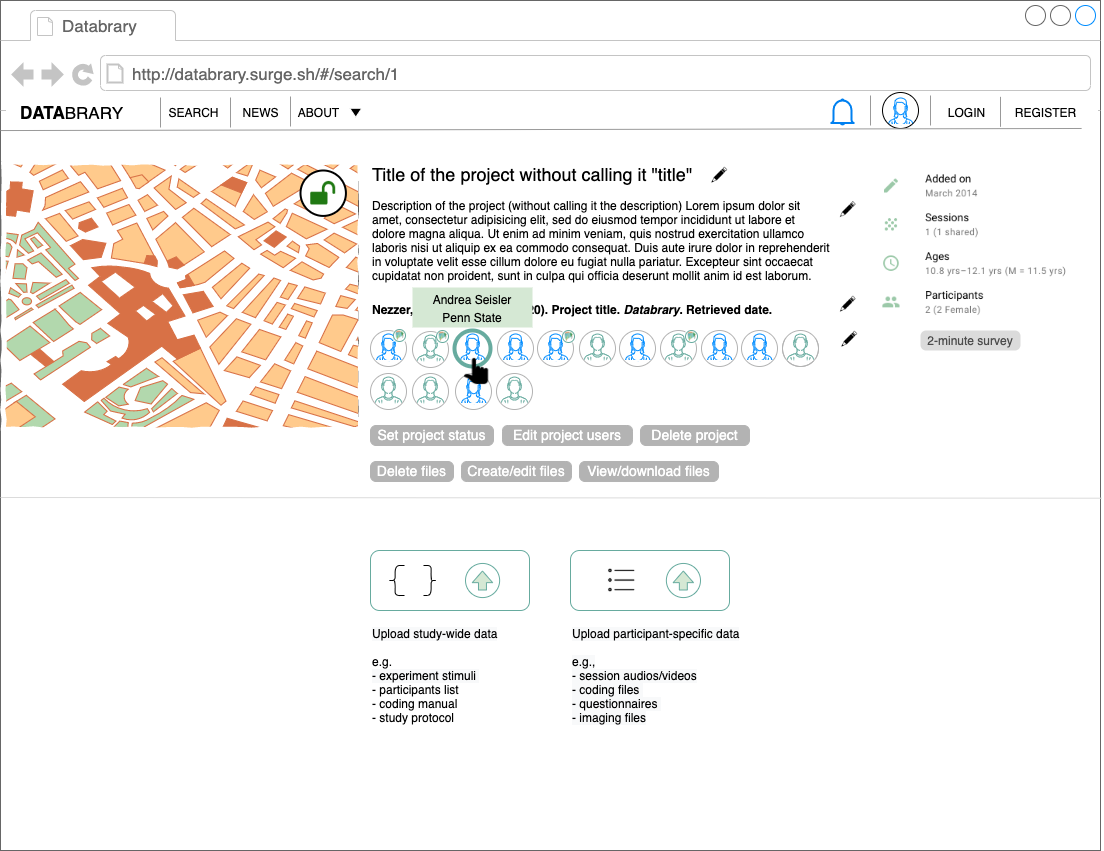 Databrary
http://databrary.surge.sh/#/search/1
DATABRARY
SEARCH
NEWS
ABOUT
LOGIN
REGISTER
Title of the project without calling it "title"
Description of the project (without calling it the description) Lorem ipsum dolor sit
amet, consectetur adipisicing elit, sed do eiusmod tempor incididunt ut labore et
dolore magna aliqua. Ut enim ad minim veniam, quis nostrud exercitation ullamco
laboris nisi ut aliquip ex ea commodo consequat. Duis aute irure dolor in reprehenderit
in voluptate velit esse cillum dolore eu fugiat nulla pariatur. Excepteur sint occaecat
cupidatat non proident, sunt in culpa qui officia deserunt mollit anim id est laborum.
Andrea Seisler
Penn State
Nezzer, 20). Project title. Databrary. Retrieved date.
Set project status
Edit project users
Delete project
Delete files
Create/edit files
View/download files
Added on
March 2014
Sessions
1 (1 shared)
Ages
10.8 yrs–12.1 yrs (M = 11.5 yrs)
Participants
2 (2 Female)
2-minute survey
{ }
Upload study-wide data
e.g.
- experiment stimuli
- participants list
- coding manual
- study protocol
Upload participant-specific data
e.g.,
- session audios/videos
- coding files
- questionnaires
- imaging files